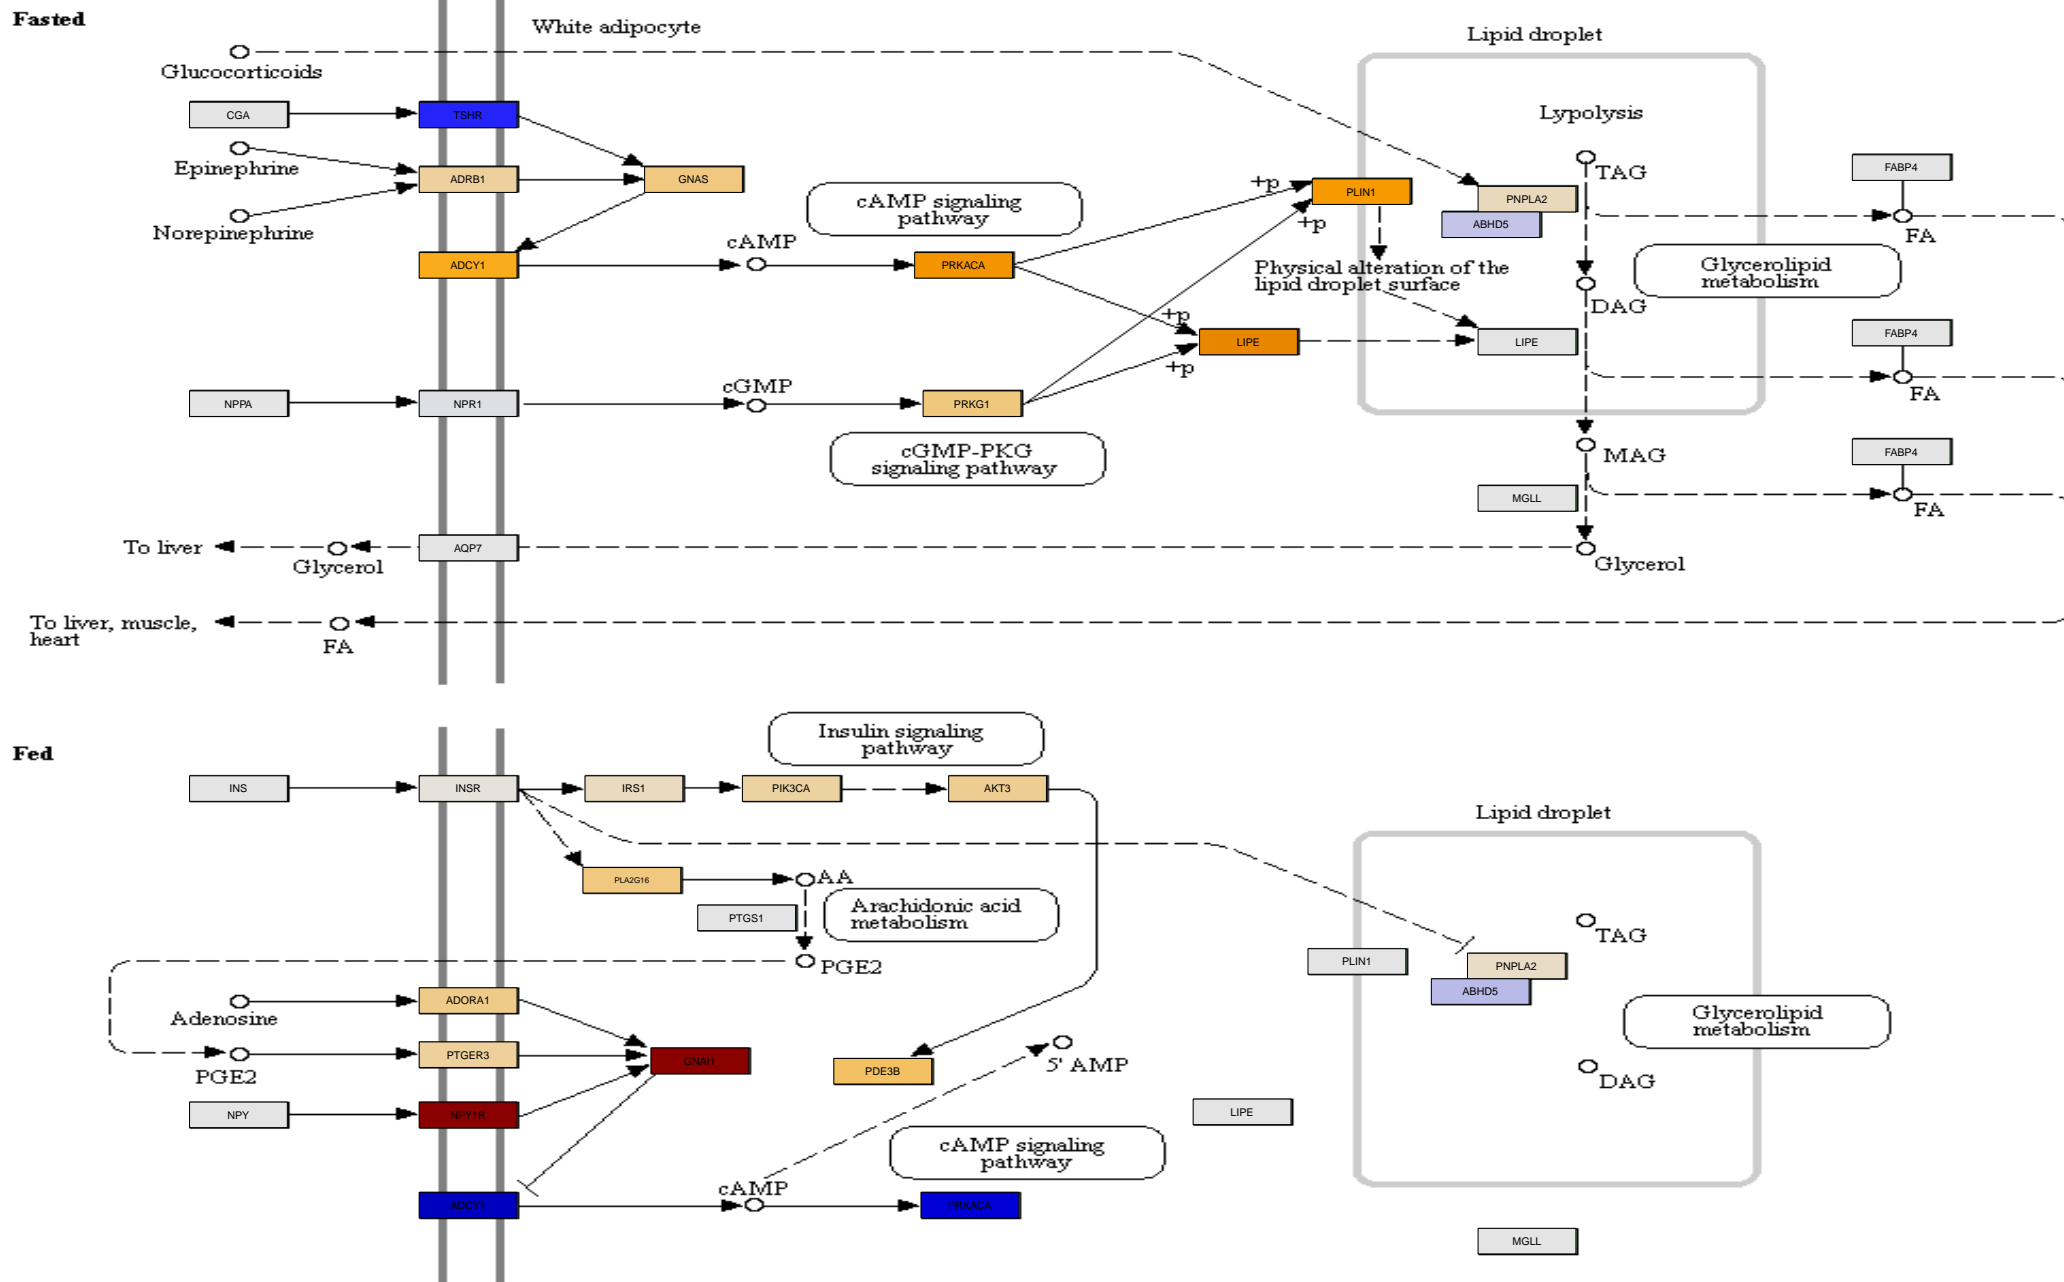 Fasted
White adipocyte
Lipid droplet
Glucocorticoids
CGA
TSHR
Lypolysis
Epinephrine
ADRB1
GNAS
cAMP signaling
pathway
+p
PLIN1
TAG
PNPLA2
ABHD5
FABP4
Norepinephrine
+p
FA
cAMP
ADCY1
PRKACA
Physical alteration of the
lipid droplet surface
Glycerolipid
metabolism
DAG
+p
LIPE
LIPE
FABP4
+p
NPPA
NPR1
cGMP
PRKG1
FA
cGMP-PKG
signaling pathway
MAG
FABP4
MGLL
FA
To liver
Glycerol
AQP7
Glycerol
To liver, muscle,
heart
FA
Fed
Insulin signaling
pathway
INS
INSR
IRS1
PIK3CA
AKT3
Lipid droplet
PLA2G16
AA
PTGS1
Arachidonic acid
metabolism
PGE2
PLIN1
PNPLA2
ABHD5
TAG
Adenosine
ADORA1
Glycerolipid
metabolism
PGE2
PTGER3
GNAI1
PDE3B
5' AMP
DAG
NPY
NPY1R
LIPE
cAMP signaling
pathway
ADCY1
cAMP
PRKACA
MGLL